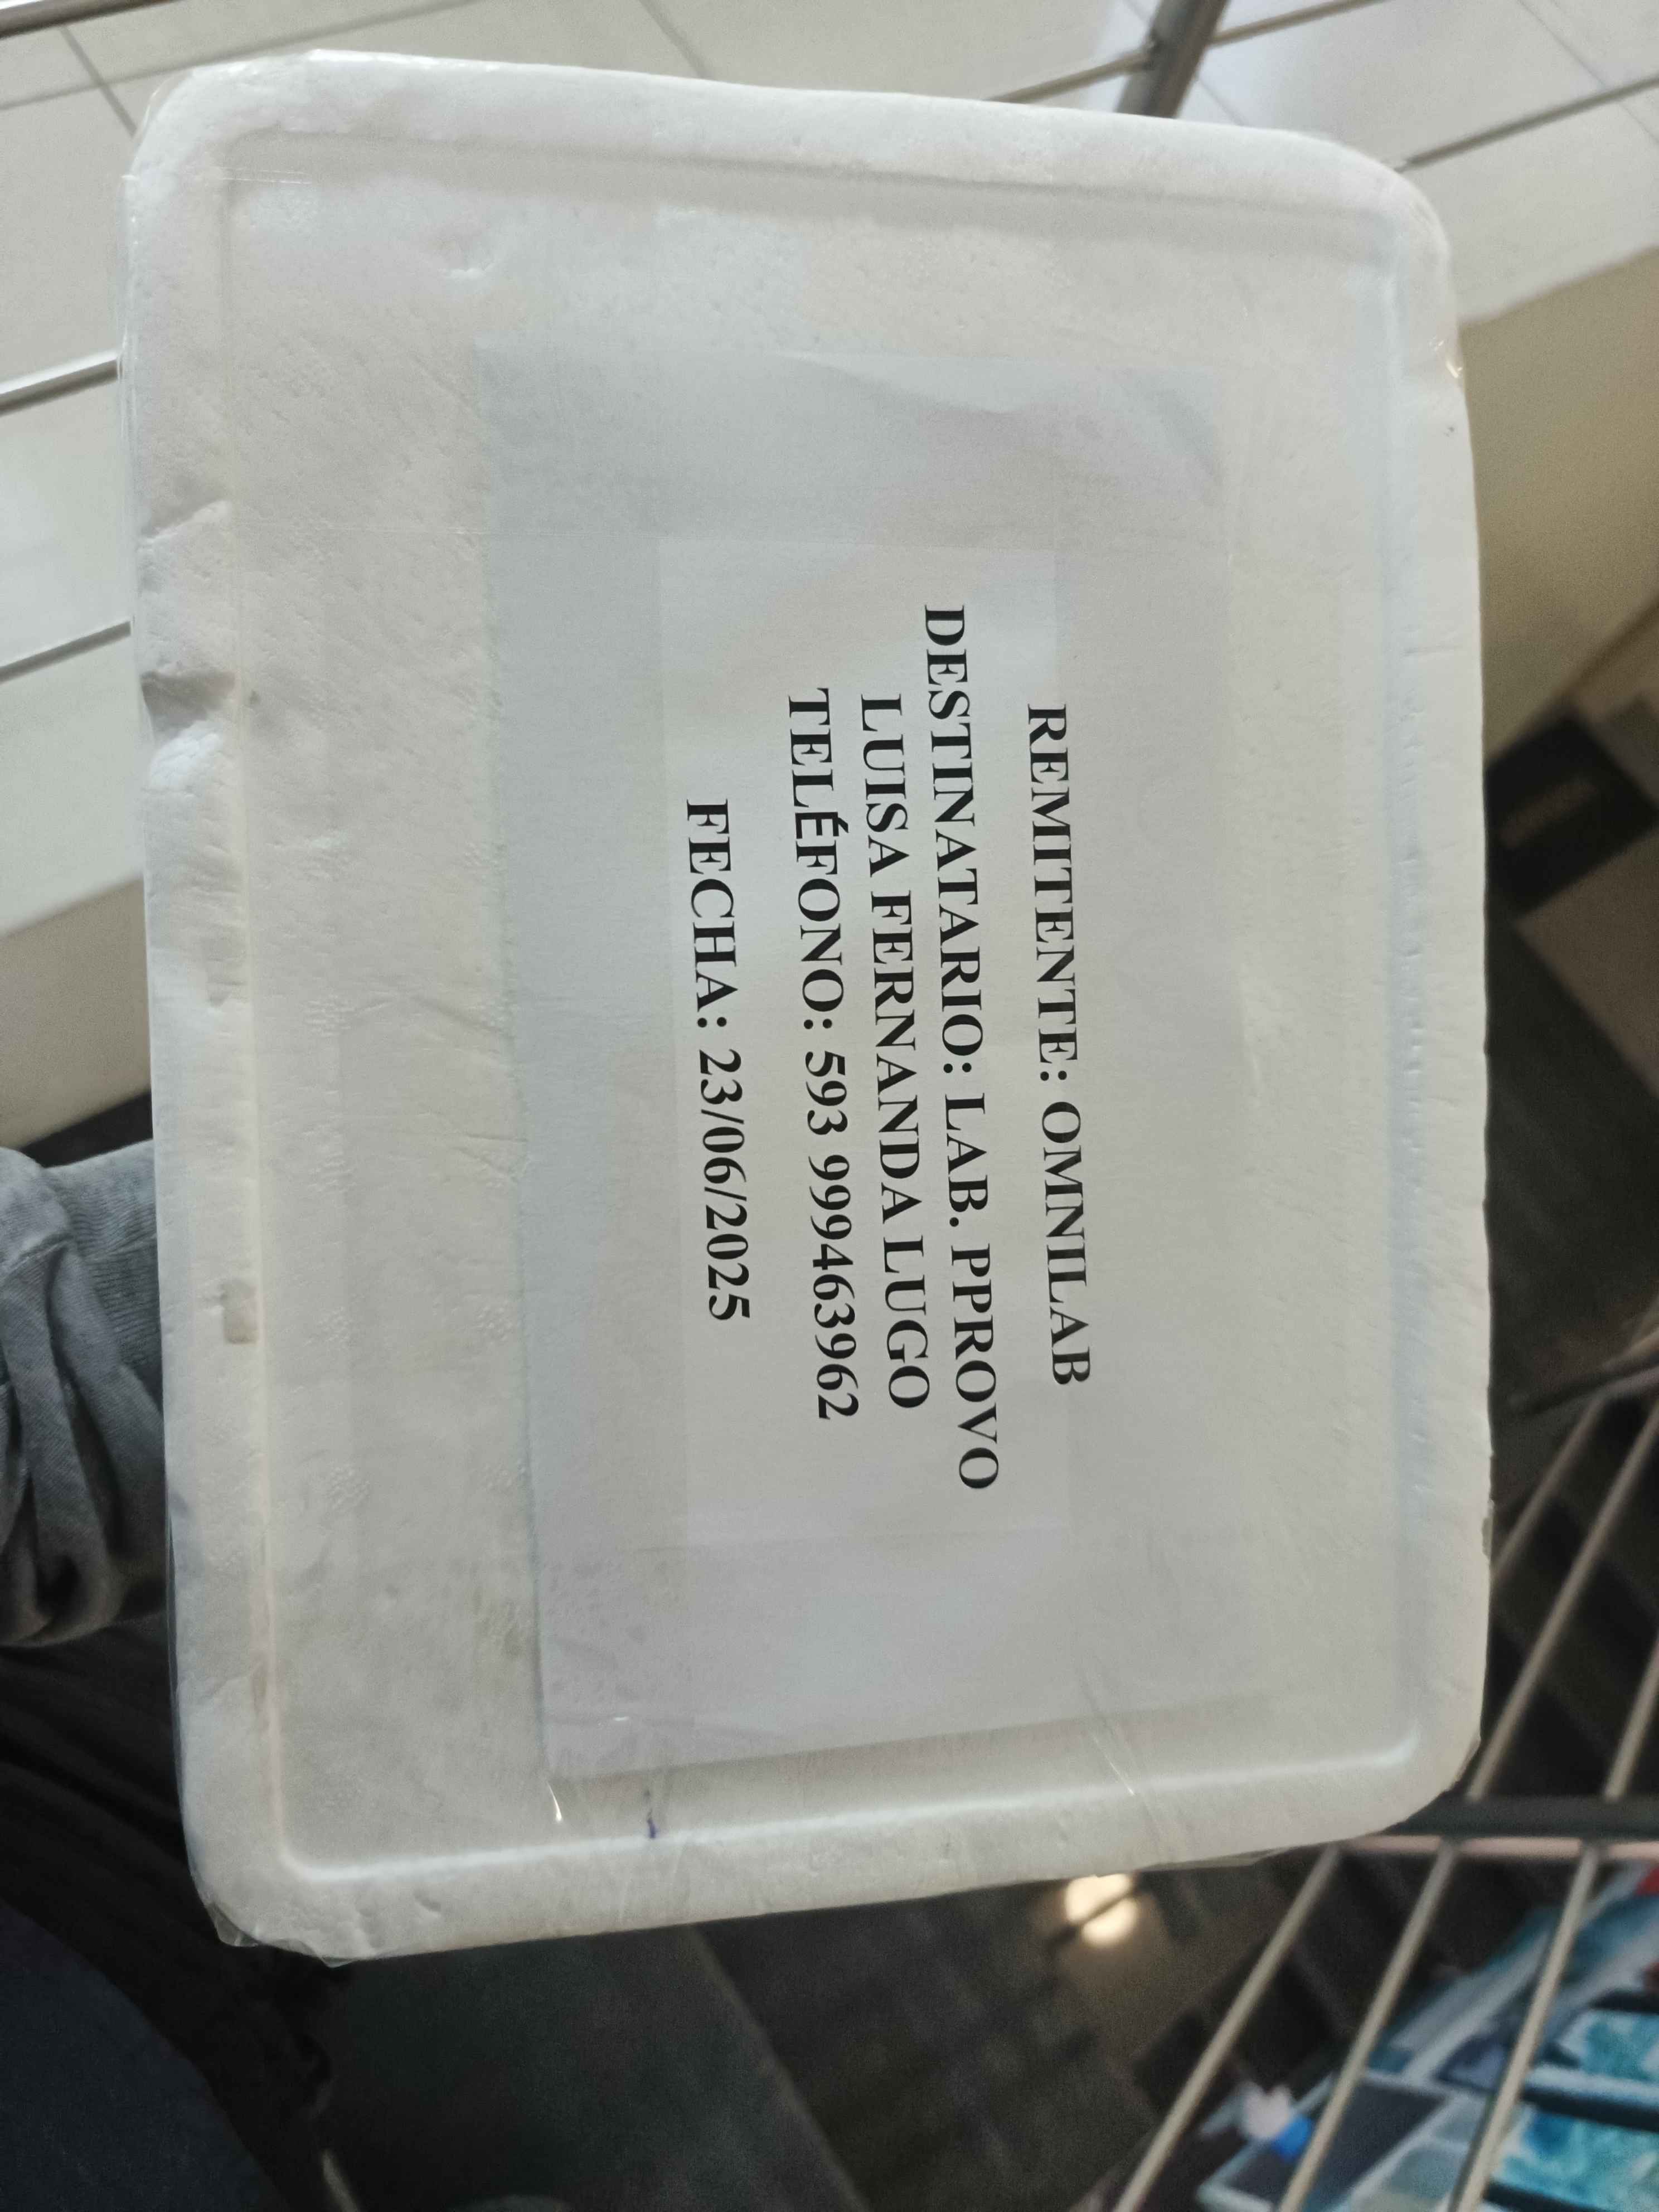 REMITENTE: OMNILAB
DESTINATARIO: LAB. PPROVO
LUISA FERNANDA LUGO
TELÉFONO: 593 999463962
FECHA: 23/06/2025